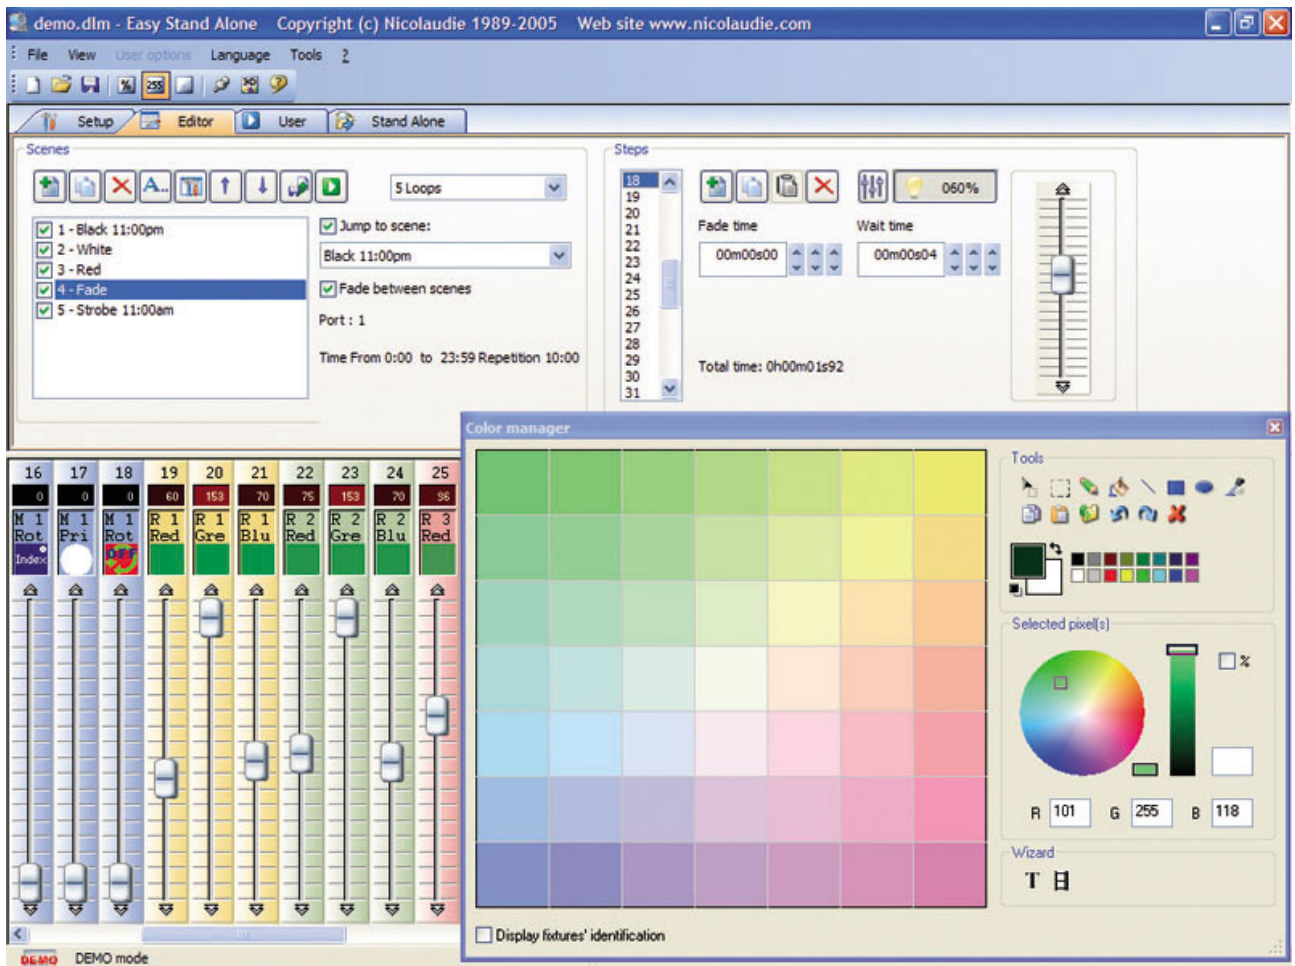 demo.dlm - Easy Stand Alone Copyright (c) Nicolaudie 1989-2005 Web site www.nicolaudie.com
File View User options Language Tools ?
% 255
Setup Editor User Stand Alone
Scenes
A..
5 Loops
1 - Black 11:00pm
2 - White
3 - Red
4 - Fade
5 - Strobe 11:00am
Jump to scene:
Black 11:00pm
Fade between scenes
Port : 1
Time From 0:00 to 23:59 Repetition 10:00
Steps
18
19
20
21
22
23
24
25
26
27
28
29
30
31
060%
Fade time Wait time
00m00s00 00m00s04
Total time: 0h00m01s92
16 17 18 19 20 21 22 23 24 25
0 0 0 60 153 70 75 153 70 96
M 1 M 1 M 1 R 1 R 1 R 1 R 2 R 2 R 2 R 3
Rot Pri Rot Red Gre Blu Red Gre Blu Red
Index OFF
DEMO DEMO mode
Color manager
Tools
Selected pixel(s)
%
R 101 G 255 B 118
Wizard
T
Display fixtures' identification